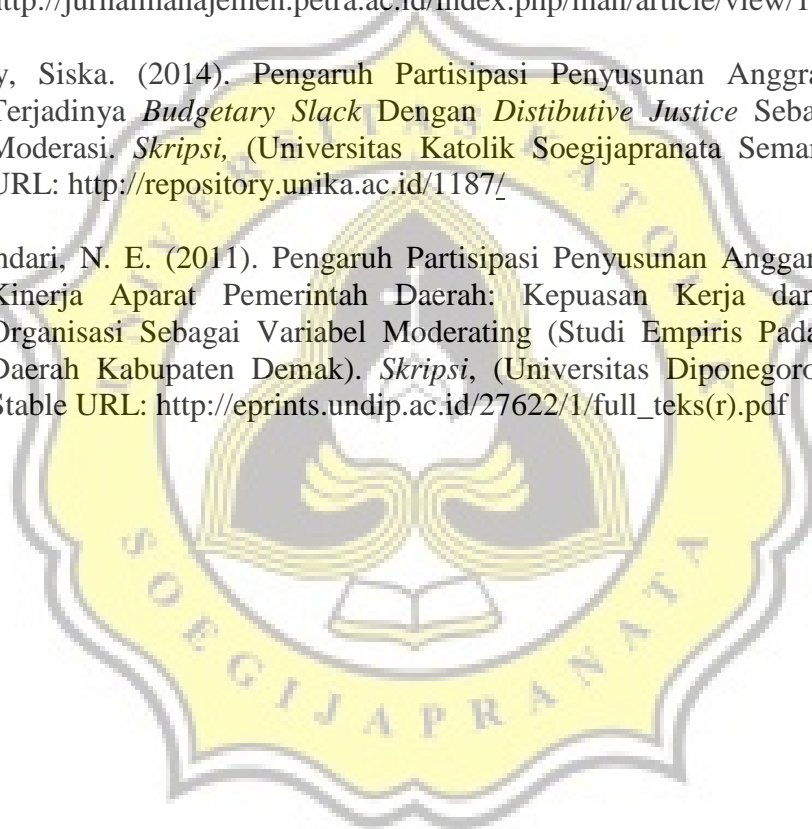 http://jurnalmanajemen.petra.ac.id/index.php/man/article/view/1
y, Siska. (2014). Pengaruh Partisipasi Penyusunan Anggra
Terjadinya Budgetary Slack Dengan Distibutive Justice Seba
Moderasi. Skripsi, (Universitas Katolik Soegijapranata Semar
URL: http://repository.unika.ac.id/1187/
ndari, N. E. (2011). Pengaruh Partisipasi Penyusunan Anggar
Kinerja Aparat Pemerintah Daerah: Kepuasan Kerja dan
Organisasi Sebagai Variabel Moderating (Studi Empiris Pada
Daerah Kabupaten Demak). Skripsi, (Universitas Diponegoro
Stable URL: http://eprints.undip.ac.id/27622/1/full_teks(r).pdf
UNIVERSITAS KATOLIK
SOEGIJAPRANATA